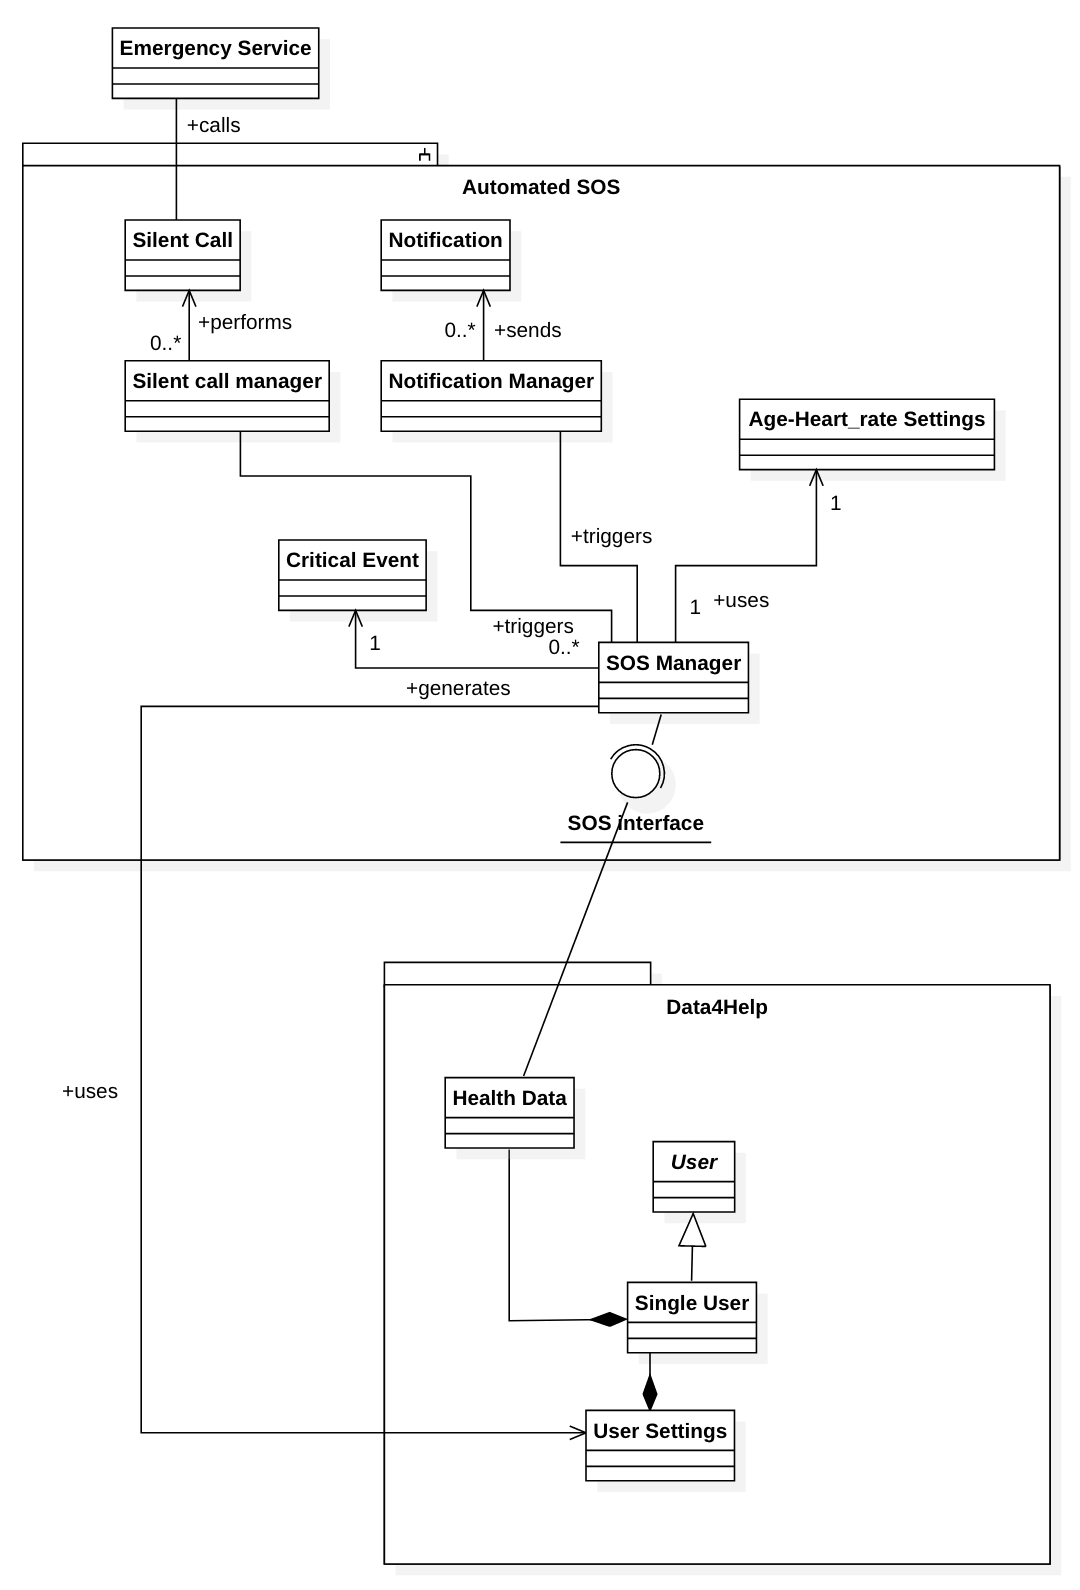 Emergency Service
+calls
Automated SOS
Silent Call
Notification
+performs
0..*
0..*
+sends
Silent call manager
Notification Manager
Age-Heart_rate Settings
1
+triggers
Critical Event
1
+uses
+triggers
1
0..*
SOS Manager
+generates
SOS interface
Data4Help
+uses
Health Data
User
Single User
User Settings